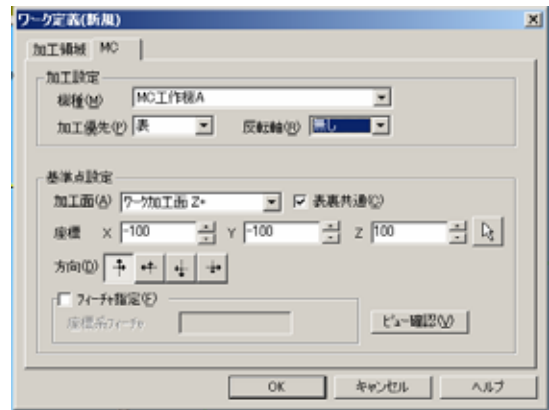 ワーク定義(新規)
加工領域 MC
加工設定
機種(M) MC工作機A
加工優先(P) 表 反転軸(R) 無し
基準点設定
加工面(A) ワーク加工面 Z+ 表裏共通(C)
座標 X -100 Y -100 Z 100
方向(D)
フィーチャ指定(F)
座標系フィーチャ ビュー確認(V)
OK キャンセル ヘルプ